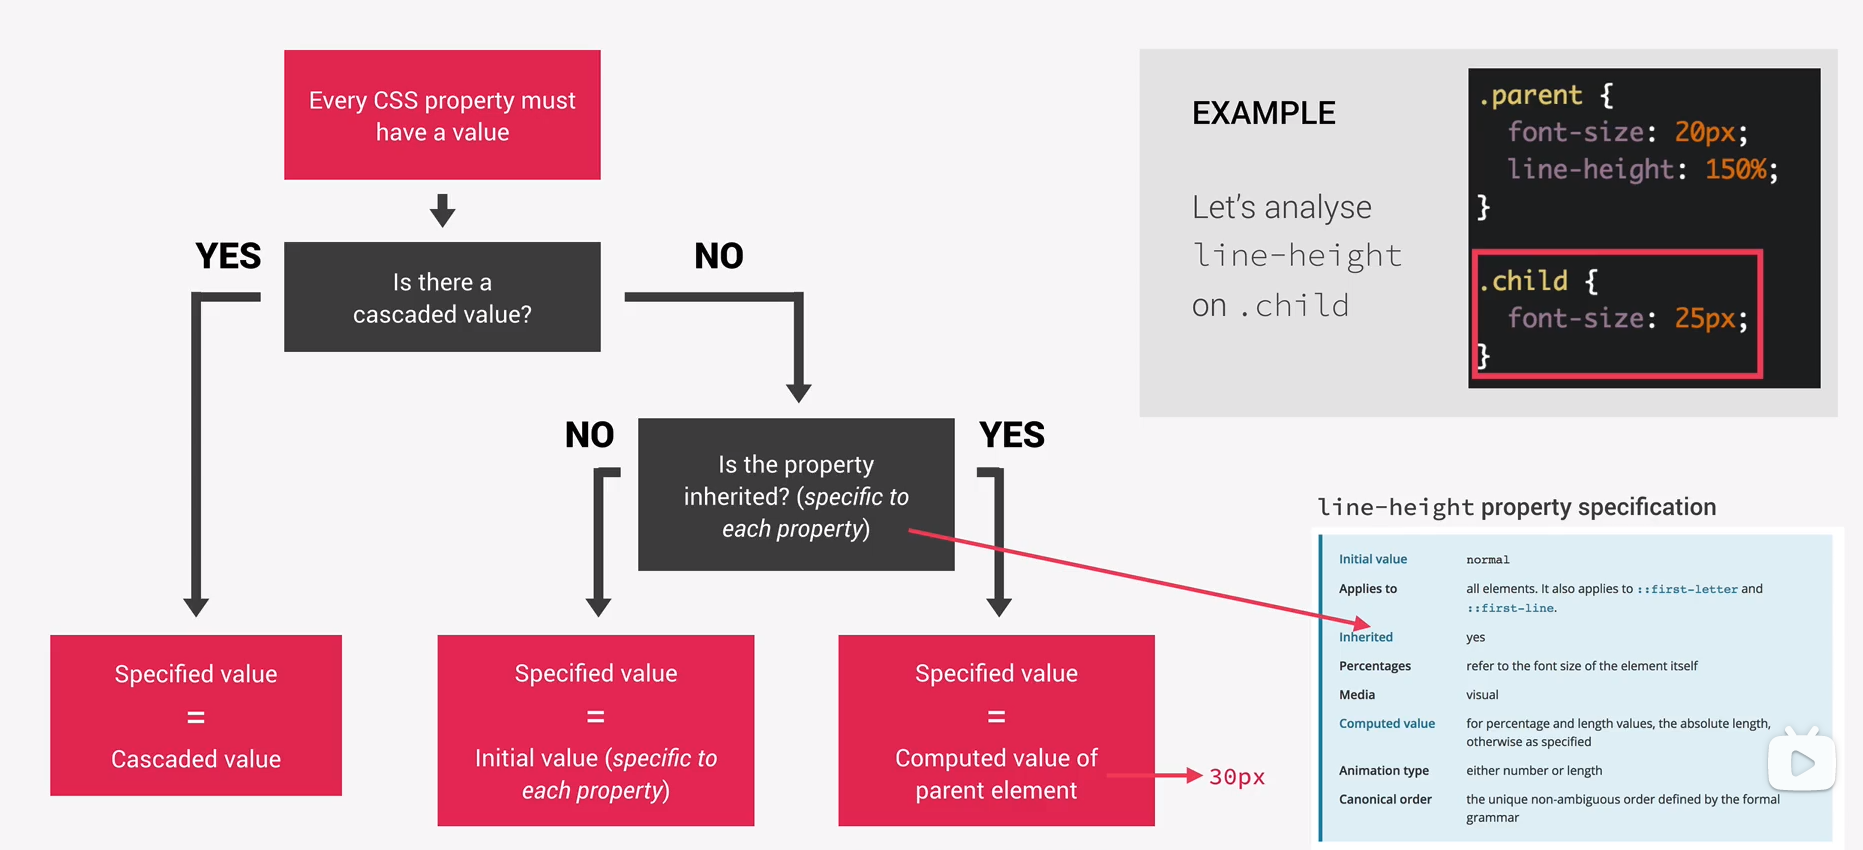 Every CSS property must
have a value
YES
Is there a
cascaded value?
NO
NO
Is the property
inherited? (specific to
each property)
YES
Specified value
=
Cascaded value
Specified value
=
Initial value (specific to
each property)
Specified value
=
Computed value of
parent element
30px
EXAMPLE
Let's analyse
line-height
on .child
.parent {
font-size: 20px;
line-height: 150%;
}
.child {
font-size: 25px;
}
line-height property specification
Initial value normal
Applies to all elements. It also applies to ::first-letter and
::first-line.
Inherited yes
Percentages refer to the font size of the element itself
Media visual
Computed value for percentage and length values, the absolute length,
otherwise as specified
Animation type either number or length
Canonical order the unique non-ambiguous order defined by the formal
grammar